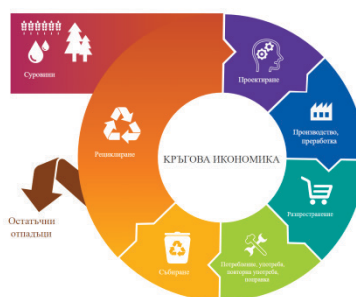 Суровини
Проектиране
Производство,
преработка
Разпространение
Потребление, употреба,
повторна употреба,
поправка
Събиране
Рециклиране
Остатъчни
отпадъци
КРЪГОВА ИКОНОМИКА